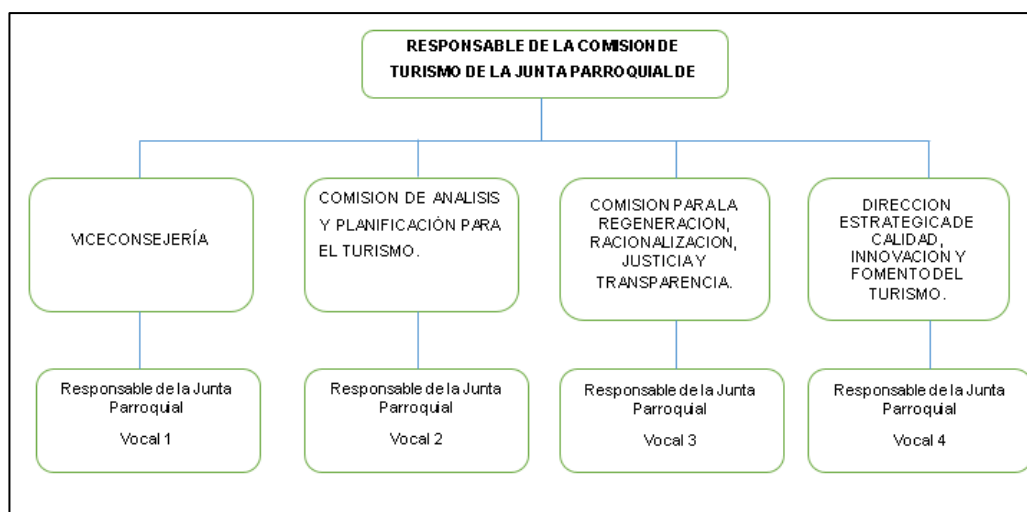 RESPONSABLE DE LA COMISION DE
TURISMO DE LA JUNTA PARROQUIAL DE
VICECONSEJERÍA
COMISION DE ANALISIS
Y PLANIFICACIÓN PARA
EL TURISMO.
COMISION PARA LA
REGENERACION,
RACIONALIZACION,
JUSTICIA Y
TRANSPARENCIA.
DIRECCION
ESTRATEGICA DE
CALIDAD,
INNOVACION Y
FOMENTO DEL
TURISMO.
Responsable de la Junta
Parroquial
Vocal 1
Responsable de la Junta
Parroquial
Vocal 2
Responsable de la Junta
Parroquial
Vocal 3
Responsable de la Junta
Parroquial
Vocal 4